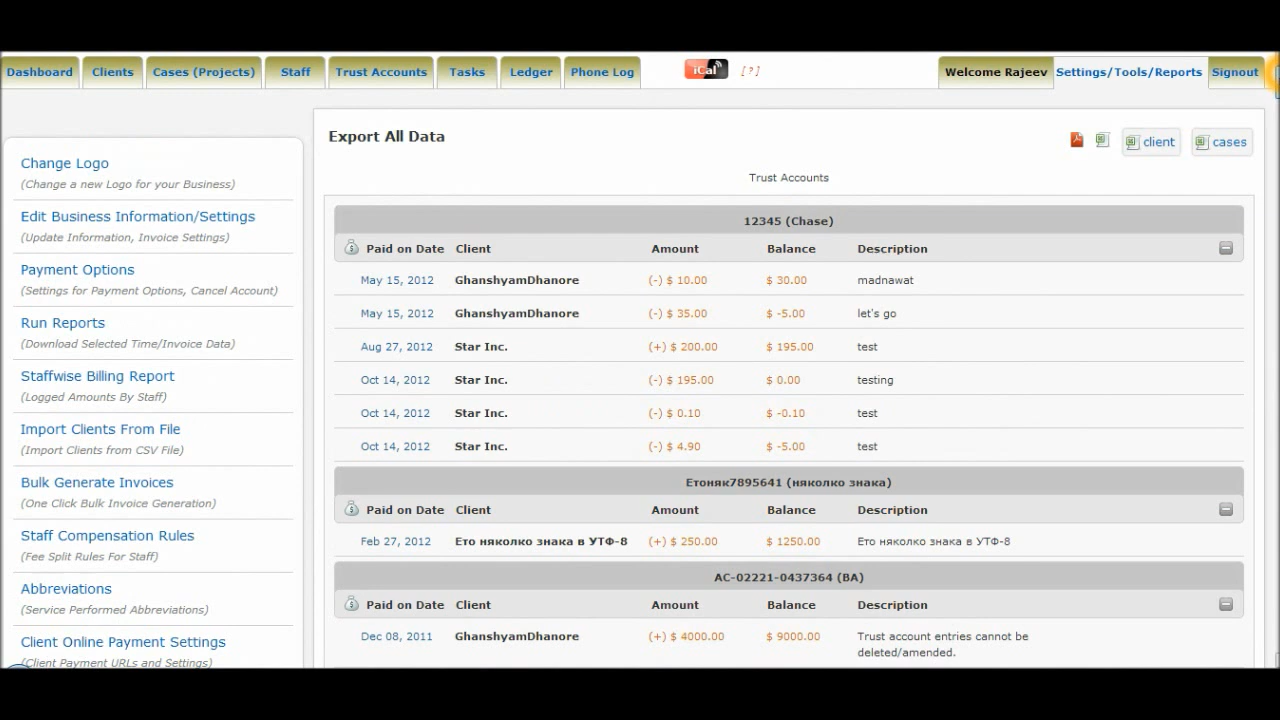 Dashboard Clients Cases (Projects) Staff Trust Accounts Tasks Ledger Phone Log iCal [?] Welcome Rajeev Settings/Tools/Reports Signout
Change Logo
(Change a new Logo for your Business)
Edit Business Information/Settings
(Update Information, Invoice Settings)
Payment Options
(Settings for Payment Options, Cancel Account)
Run Reports
(Download Selected Time/Invoice Data)
Staffwise Billing Report
(Logged Amounts By Staff)
Import Clients From File
(Import Clients from CSV File)
Bulk Generate Invoices
(One Click Bulk Invoice Generation)
Staff Compensation Rules
(Fee Split Rules For Staff)
Abbreviations
(Service Performed Abbreviations)
Client Online Payment Settings
(Client Payment URLs and Settings)
Export All Data
client cases
Trust Accounts
12345 (Chase)
Paid on Date Client Amount Balance Description
May 15, 2012 GhanshyamDhanore (-) $ 10.00 $ 30.00 madnawat
May 15, 2012 GhanshyamDhanore (-) $ 35.00 $ -5.00 let's go
Aug 27, 2012 Star Inc. (+) $ 200.00 $ 195.00 test
Oct 14, 2012 Star Inc. (-) $ 195.00 $ 0.00 testing
Oct 14, 2012 Star Inc. (-) $ 0.10 $ -0.10 test
Oct 14, 2012 Star Inc. (-) $ 4.90 $ -5.00 test
Етоняк7895641 (няколко знака)
Paid on Date Client Amount Balance Description
Feb 27, 2012 Ето няколко знака в УТФ-8 (+) $ 250.00 $ 1250.00 Ето няколко знака в УТФ-8
AC-02221-0437364 (BA)
Paid on Date Client Amount Balance Description
Dec 08, 2011 GhanshyamDhanore (+) $ 4000.00 $ 9000.00 Trust account entries cannot be
deleted/amended.